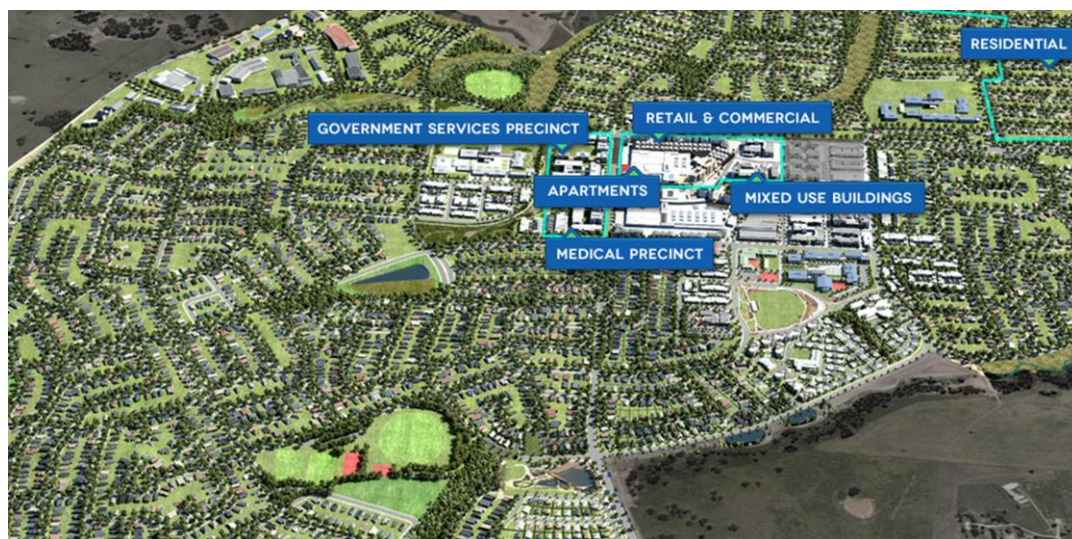 RESIDENTIAL
RETAIL & COMMERCIAL
GOVERNMENT SERVICES PRECINCT
APARTMENTS
MIXED USE BUILDINGS
MEDICAL PRECINCT